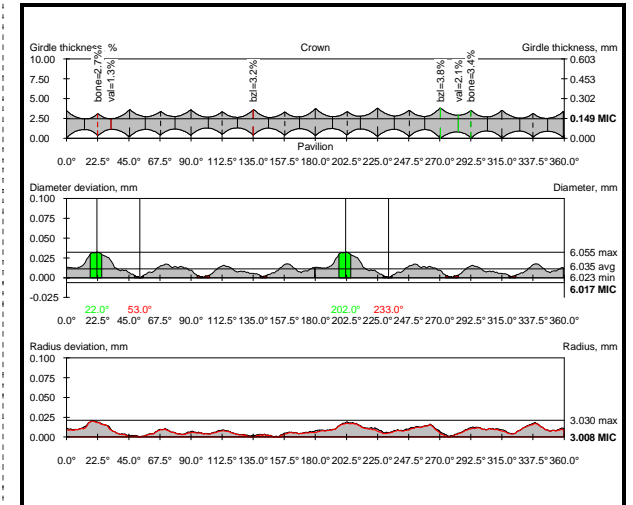 Girdle thickness, % Crown Girdle thickness, mm
bone=2.7%
val=1.3%
bzl=3.2%
bzl=3.8%
val=2.1%
bone=3.4%
10.00 0.603
7.50 0.453
5.00 0.302
2.50 0.149 MIC
0.00 0.000
Pavilion
0.0° 22.5° 45.0° 67.5° 90.0° 112.5° 135.0° 157.5° 180.0° 202.5° 225.0° 247.5° 270.0° 292.5° 315.0° 337.5° 360.0°
Diameter deviation, mm Diameter, mm
0.100
0.075
0.050
0.025 6.055 max
6.035 avg
0.000 6.023 min
6.017 MIC
-0.025
22.0° 53.0° 202.0° 233.0°
0.0° 22.5° 45.0° 67.5° 90.0° 112.5° 135.0° 157.5° 180.0° 202.5° 225.0° 247.5° 270.0° 292.5° 315.0° 337.5° 360.0°
Radius deviation, mm Radius, mm
0.100
0.075
0.050
0.025 3.030 max
0.000 3.008 MIC
0.0° 22.5° 45.0° 67.5° 90.0° 112.5° 135.0° 157.5° 180.0° 202.5° 225.0° 247.5° 270.0° 292.5° 315.0° 337.5° 360.0°